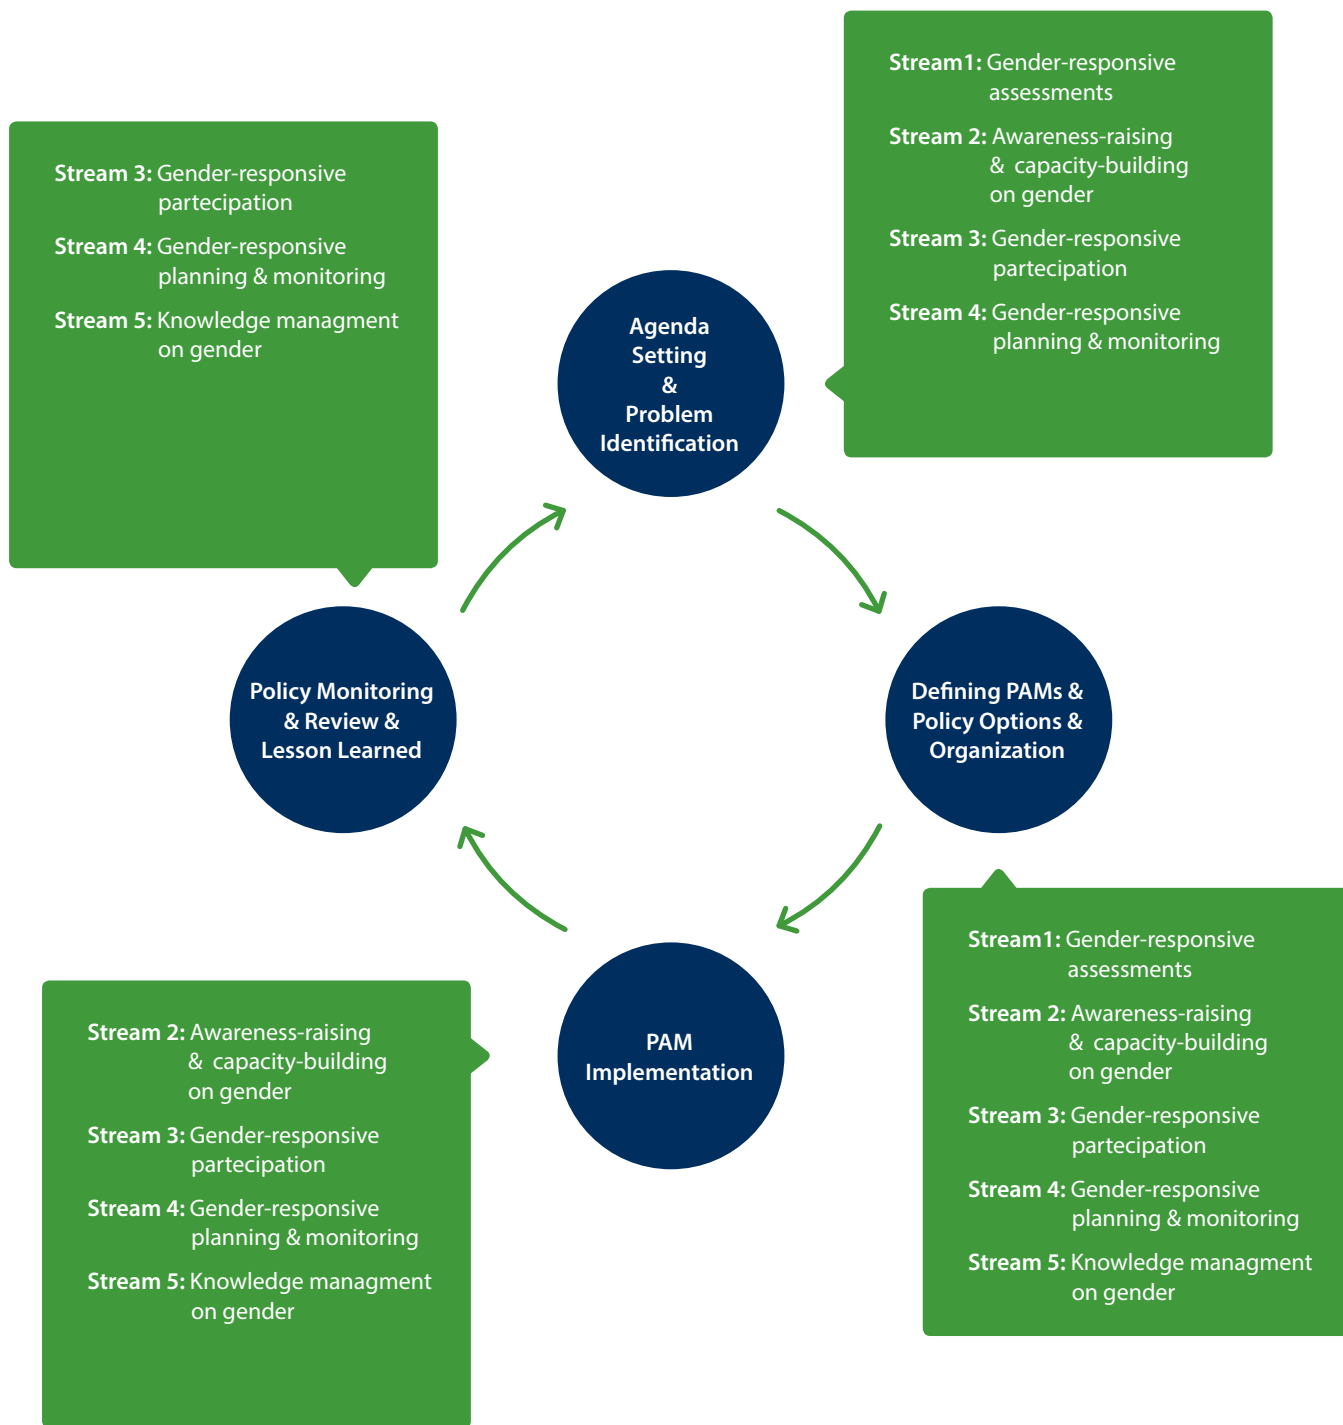 Stream1: Gender-responsive
assessments
Stream 2: Awareness-raising
& capacity-building
on gender
Stream 3: Gender-responsive
partecipation
Stream 4: Gender-responsive
planning & monitoring
Stream 3: Gender-responsive
partecipation
Stream 4: Gender-responsive
planning & monitoring
Stream 5: Knowledge managment
on gender
Agenda
Setting
&
Problem
Identification
Policy Monitoring
& Review &
Lesson Learned
Defining PAMs &
Policy Options &
Organization
PAM
Implementation
Stream1: Gender-responsive
assessments
Stream 2: Awareness-raising
& capacity-building
on gender
Stream 3: Gender-responsive
partecipation
Stream 4: Gender-responsive
planning & monitoring
Stream 5: Knowledge managment
on gender
Stream 2: Awareness-raising
& capacity-building
on gender
Stream 3: Gender-responsive
partecipation
Stream 4: Gender-responsive
planning & monitoring
Stream 5: Knowledge managment
on gender